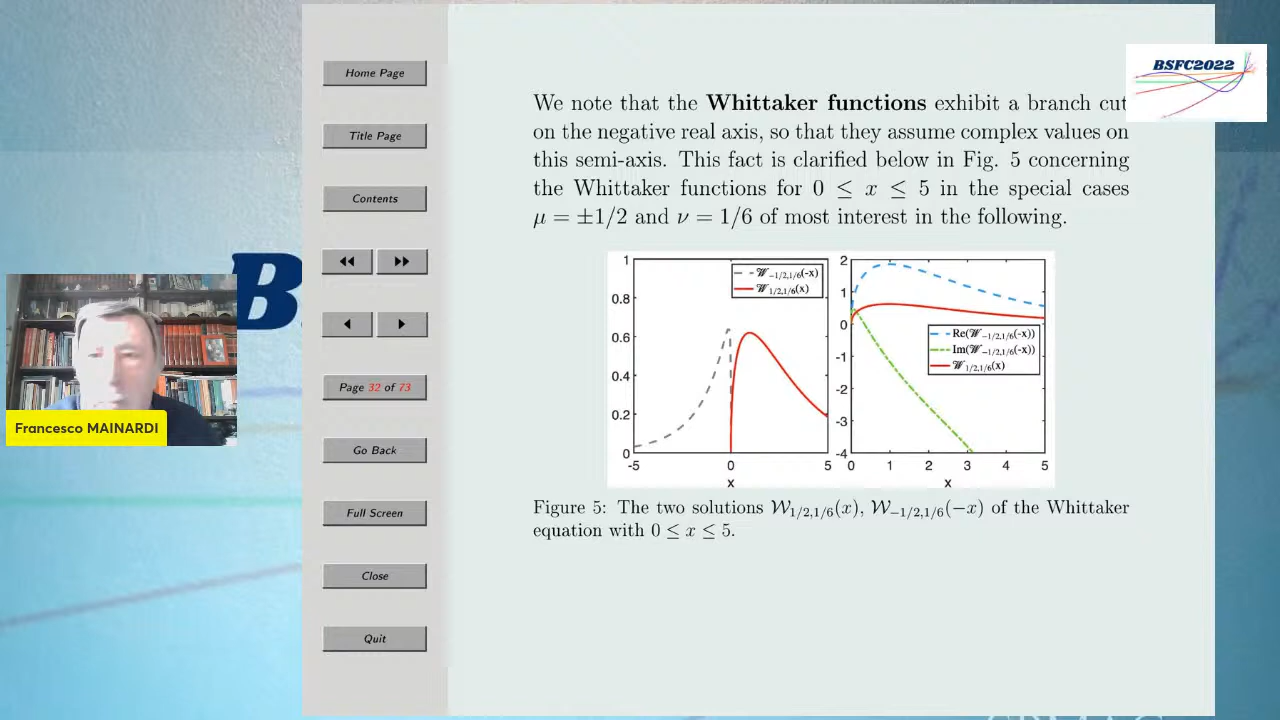 Home Page
Title Page
Contents
Page 32 of 73
Go Back
Full Screen
Close
Quit
BSFC2022
We note that the Whittaker functions exhibit a branch cut
on the negative real axis, so that they assume complex values on
this semi-axis. This fact is clarified below in Fig. 5 concerning
the Whittaker functions for 0 ≤ x ≤ 5 in the special cases
μ = ±1/2 and ν = 1/6 of most interest in the following.
1
0.8
0.6
0.4
0.2
0
-5
0
5
x
𝒲−1/2,1/6(-x)
𝒲1/2,1/6(x)
2
1
0
-1
-2
-3
-4
0
1
2
3
4
5
x
Re(𝒲−1/2,1/6(-x))
Im(𝒲−1/2,1/6(-x))
𝒲1/2,1/6(x)
Figure 5: The two solutions 𝒲1/2,1/6(x), 𝒲−1/2,1/6(−x) of the Whittaker
equation with 0 ≤ x ≤ 5.
Francesco MAINARDI